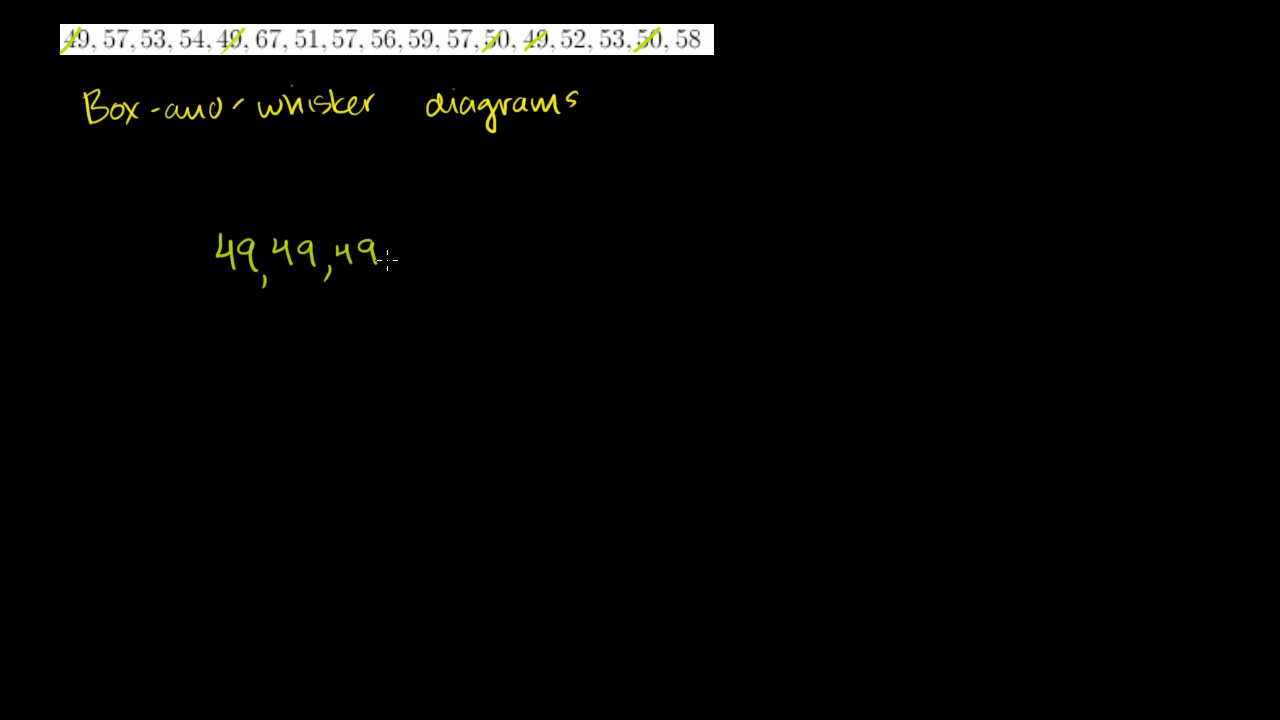 49, 57, 53, 54, 49, 67, 51, 57, 56, 59, 57, 50, 49, 52, 53, 50, 58
Box-and-whisker diagrams
49, 49, 49